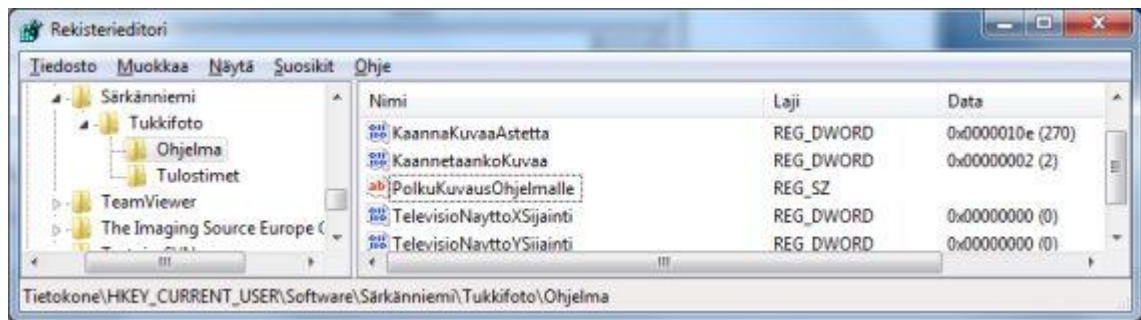 Rekisterieditori
Tiedosto Muokkaa Näytä Suosikit Ohje
Särkänniemi
Tukkifoto
Ohjelma
Tulostimet
TeamViewer
The Imaging Source Europe
Nimi Laji Data
KaannaKuvaaAstetta REG_DWORD 0x0000010e (270)
KaannetaankoKuvaa REG_DWORD 0x00000002 (2)
PolkuKuvausOhjelmalle REG_SZ
TelevisioNayttoXSijainti REG_DWORD 0x00000000 (0)
TelevisioNayttoYSijainti REG_DWORD 0x00000000 (0)
Tietokone\HKEY_CURRENT_USER\Software\Särkänniemi\Tukkifoto\Ohjelma